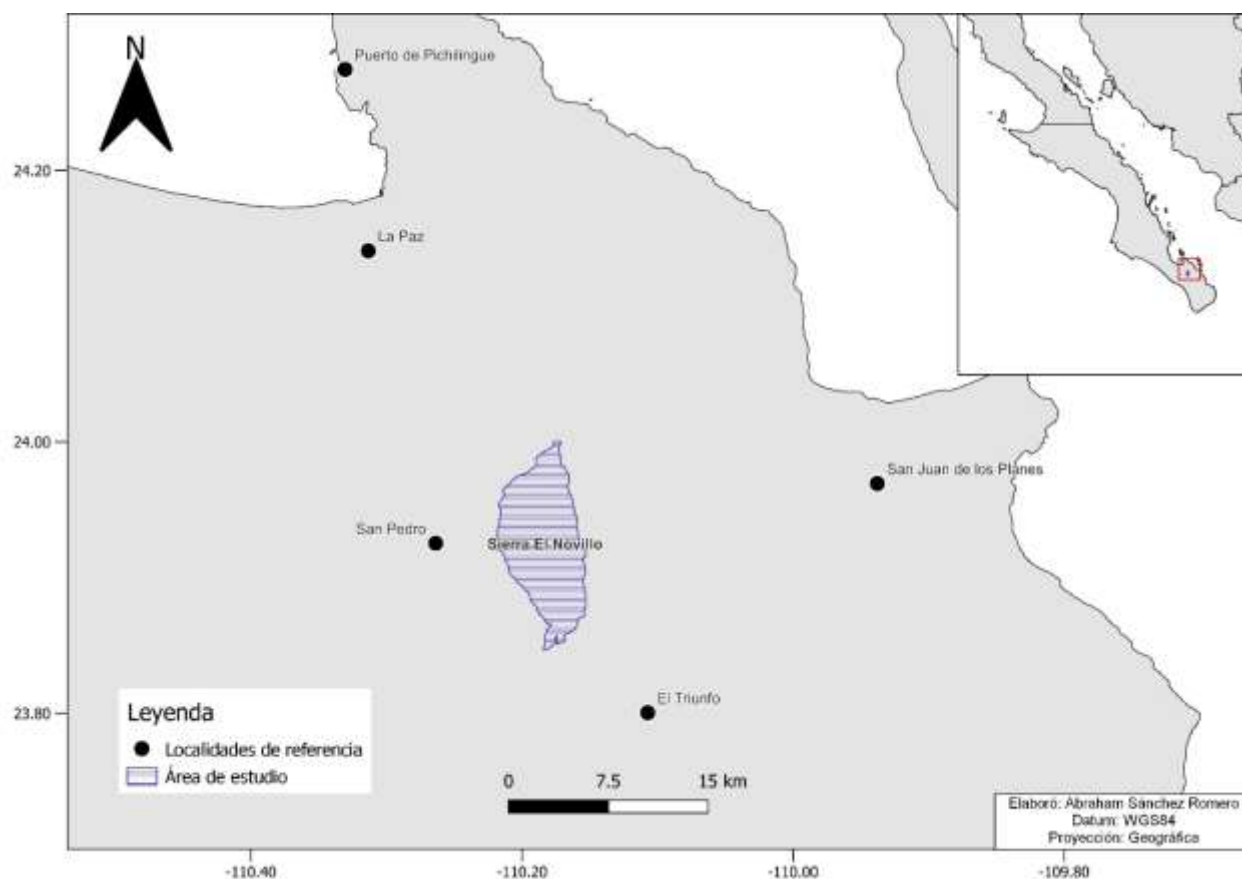 N
Puerto de Pichilingue
24.20
La Paz
24.00
San Juan de los Planes
San Pedro
Sierra El Novillo
El Triunfo
23.80
Leyenda
Localidades de referencia
Área de estudio
0 7.5 15 km
Elaboró: Abraham Sánchez Romero
Datum: WGS84
Proyección: Geográfica
-110.40 -110.20 -110.00 -109.80